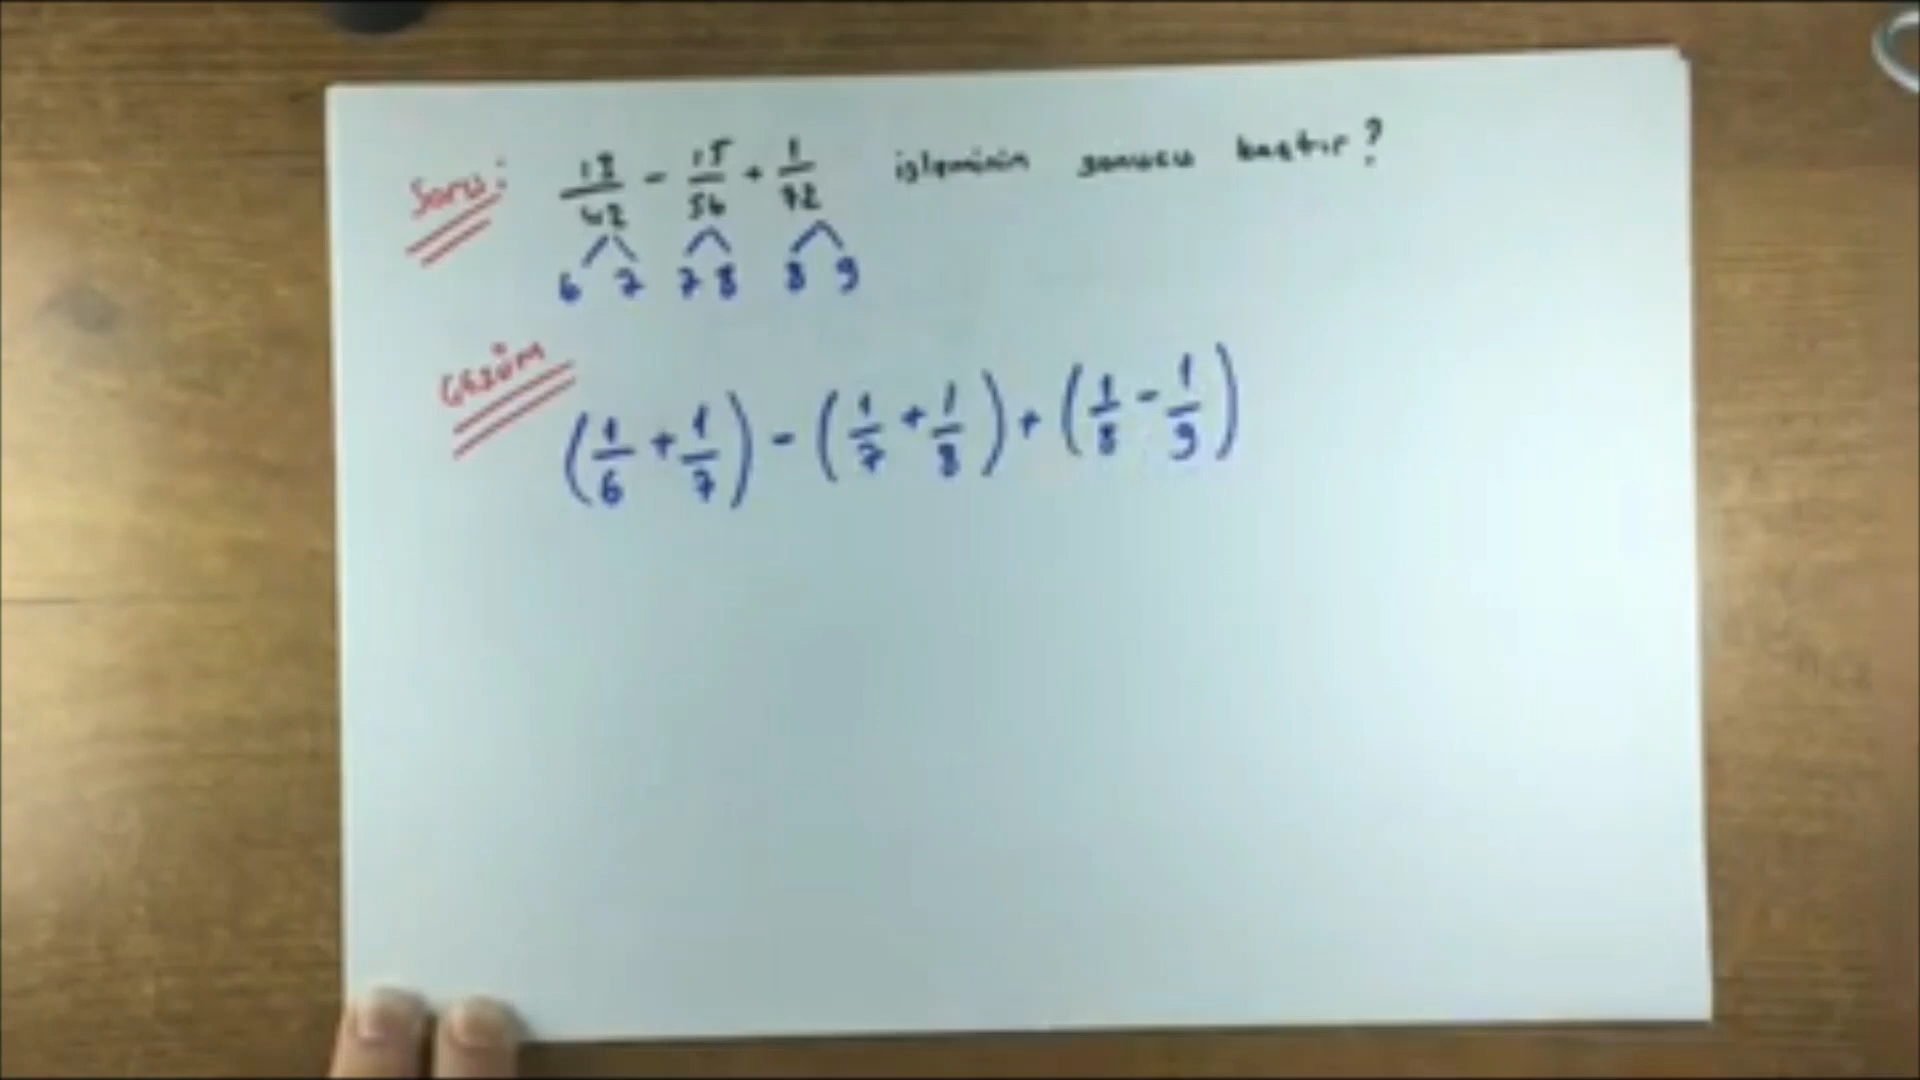 Soru: 13/42 - 15/56 + 1/72 işleminin sonucu kaçtır?
6 7 7 8 8 9
Çözüm
(1/6 + 1/7) - (1/7 + 1/8) + (1/8 - 1/9)